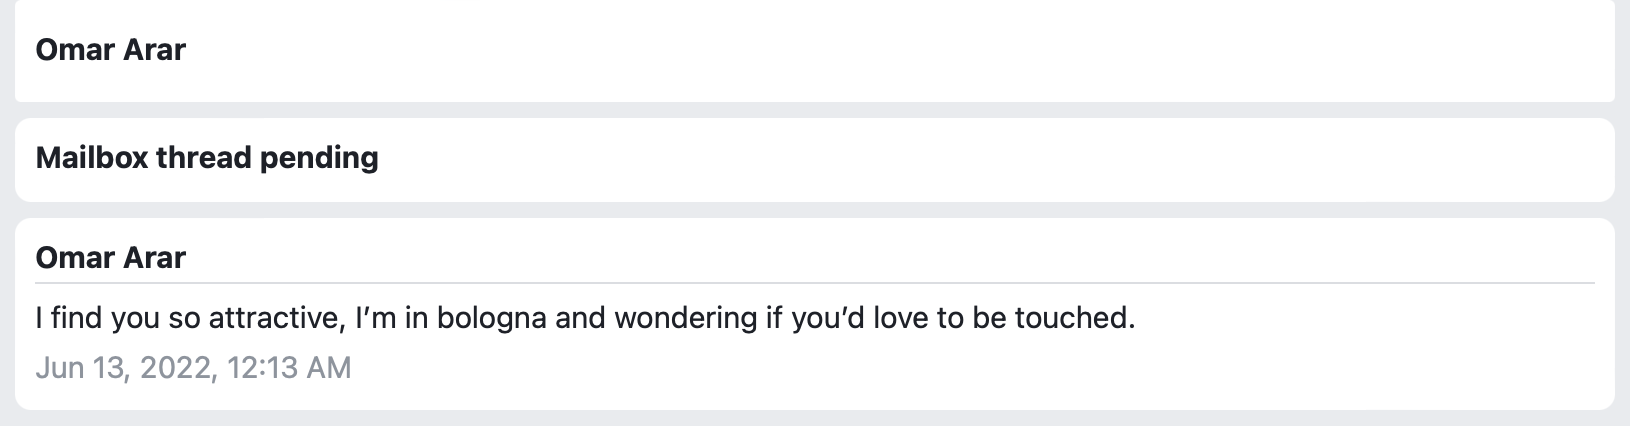 Omar Arar
Mailbox thread pending
Omar Arar
I find you so attractive, I’m in bologna and wondering if you’d love to be touched.
Jun 13, 2022, 12:13 AM